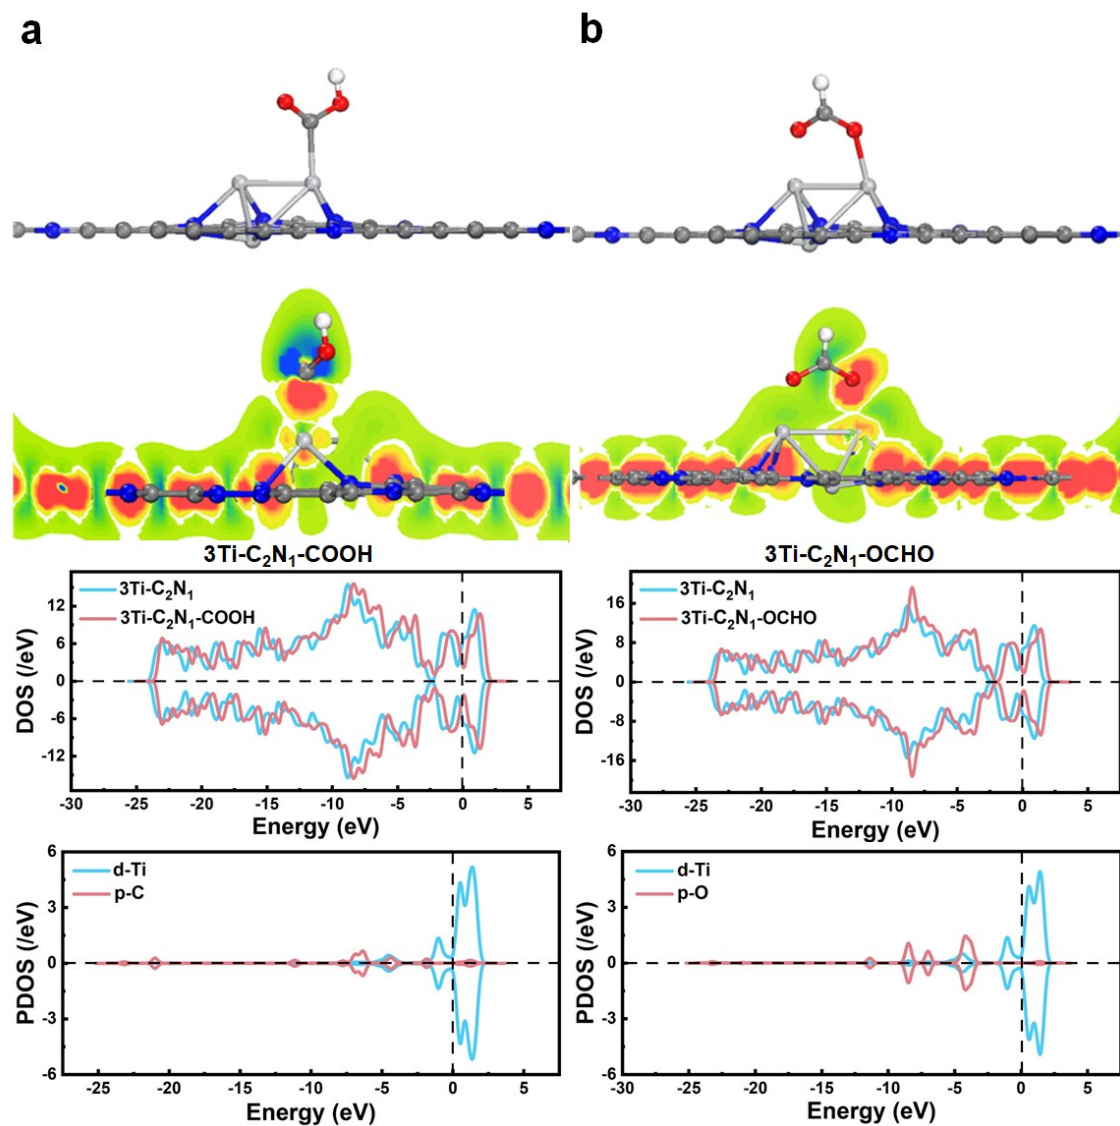 a
b
3Ti-C₂N₁-COOH
3Ti-C₂N₁-OCHO
3Ti-C₂N₁
3Ti-C₂N₁-COOH
DOS (/eV)
12
6
0
-6
-12
-30 -25 -20 -15 -10 -5 0 5
Energy (eV)
3Ti-C₂N₁
3Ti-C₂N₁-OCHO
DOS (/eV)
16
8
0
-8
-16
-30 -25 -20 -15 -10 -5 0 5
Energy (eV)
d-Ti
p-C
PDOS (/eV)
6
3
0
-3
-6
-25 -20 -15 -10 -5 0 5
Energy (eV)
d-Ti
p-O
PDOS (/eV)
6
3
0
-3
-6
-30 -25 -20 -15 -10 -5 0 5
Energy (eV)